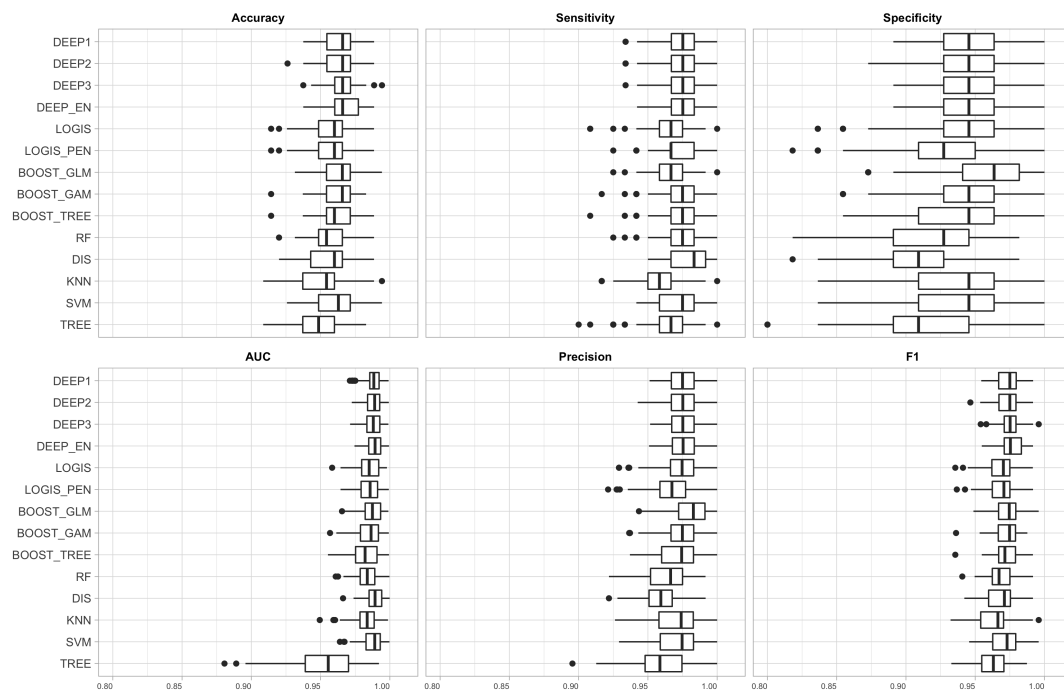 Accuracy Sensitivity Specificity
DEEP1
DEEP2
DEEP3
DEEP_EN
LOGIS
LOGIS_PEN
BOOST_GLM
BOOST_GAM
BOOST_TREE
RF
DIS
KNN
SVM
TREE
AUC Precision F1
DEEP1
DEEP2
DEEP3
DEEP_EN
LOGIS
LOGIS_PEN
BOOST_GLM
BOOST_GAM
BOOST_TREE
RF
DIS
KNN
SVM
TREE
0.80 0.85 0.90 0.95 1.00 0.80 0.85 0.90 0.95 1.00 0.80 0.85 0.90 0.95 1.00